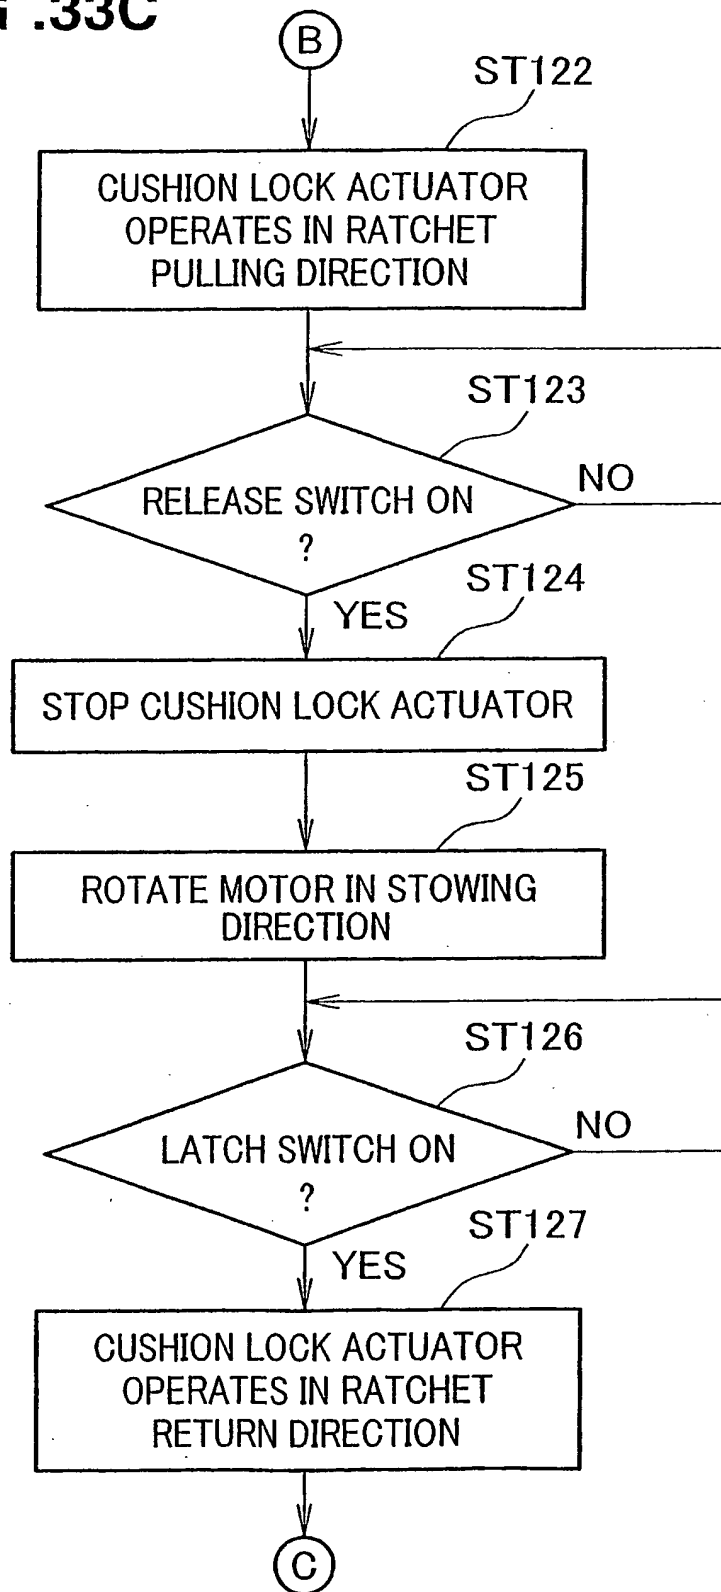 .33C
B
ST122
CUSHION LOCK ACTUATOR
OPERATES IN RATCHET
PULLING DIRECTION
ST123
RELEASE SWITCH ON
?
NO
YES
ST124
STOP CUSHION LOCK ACTUATOR
ST125
ROTATE MOTOR IN STOWING
DIRECTION
ST126
LATCH SWITCH ON
?
NO
YES
ST127
CUSHION LOCK ACTUATOR
OPERATES IN RATCHET
RETURN DIRECTION
C